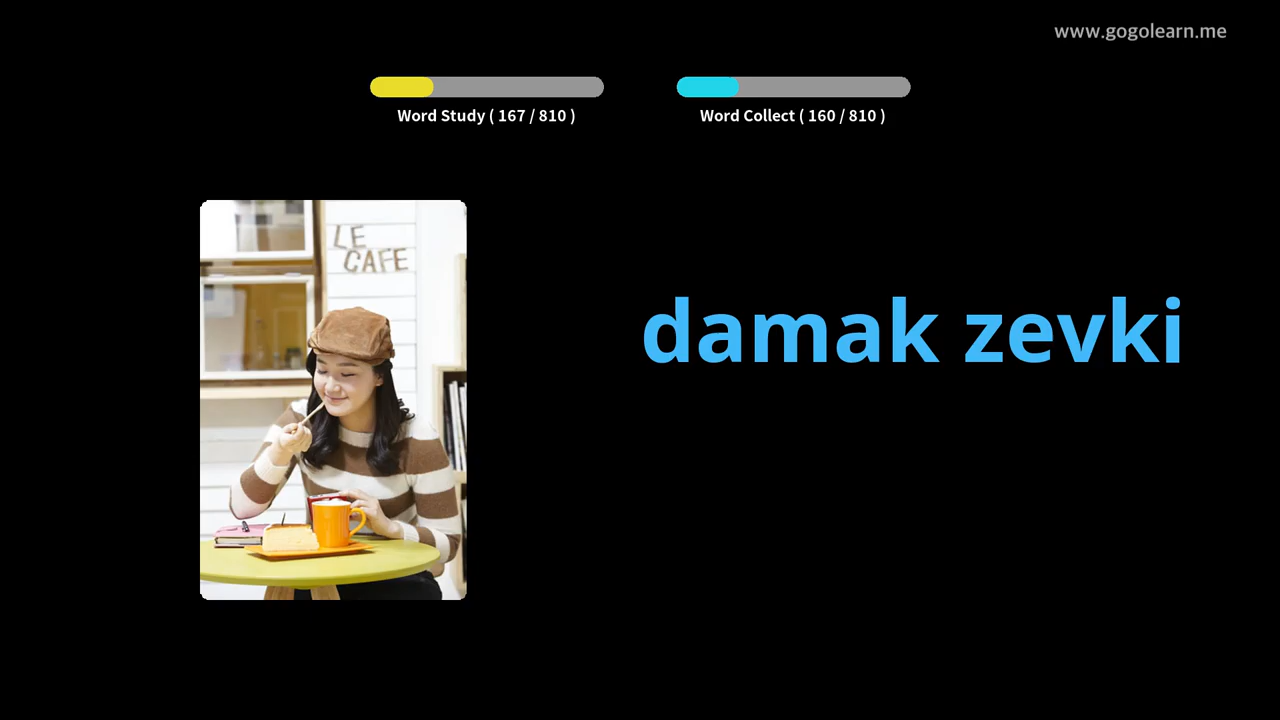 www.gogolearn.me
Word Study ( 167 / 810 )
Word Collect ( 160 / 810 )
LE
CAFE
damak zevki